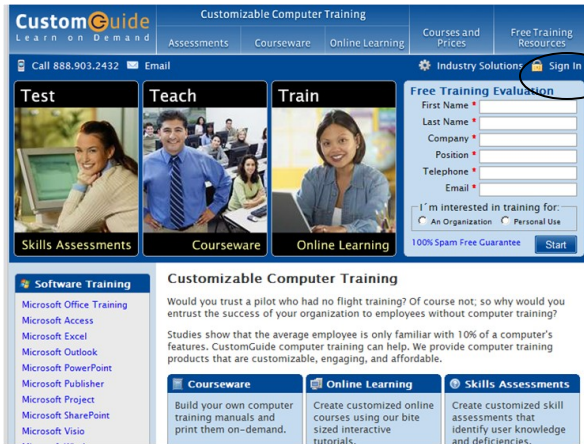 CustomGuide
Learn on Demand
Customizable Computer Training
Assessments
Courseware
Online Learning
Courses and
Prices
Free Training
Resources
Call 888.903.2432
Email
Industry Solutions
Sign In
Test
Skills Assessments
Teach
Courseware
Train
Online Learning
Free Training Evaluation
First Name *
Last Name *
Company *
Position *
Telephone *
Email *
I´m interested in training for:
An Organization
Personal Use
100% Spam Free Guarantee
Start
Software Training
Microsoft Office Training
Microsoft Access
Microsoft Excel
Microsoft Outlook
Microsoft PowerPoint
Microsoft Publisher
Microsoft Project
Microsoft SharePoint
Microsoft Visio
Customizable Computer Training
Would you trust a pilot who had no flight training? Of course not; so why would you
entrust the success of your organization to employees without computer training?
Studies show that the average employee is only familiar with 10% of a computer's
features. CustomGuide computer training can help. We provide computer training
products that are customizable, engaging, and affordable.
Courseware
Build your own computer
training manuals and
print them on-demand.
Online Learning
Create customized online
courses using our bite
sized interactive
tutorials.
Skills Assessments
Create customized skill
assessments that
identify user knowledge
and deficiencies.